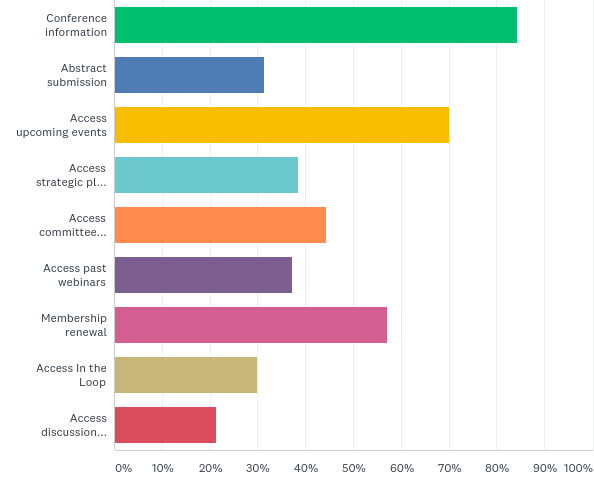 Conference
information
Abstract
submission
Access
upcoming events
Access
strategic pl...
Access
committee...
Access past
webinars
Membership
renewal
Access In the
Loop
Access
discussion...
0% 10% 20% 30% 40% 50% 60% 70% 80% 90% 100%